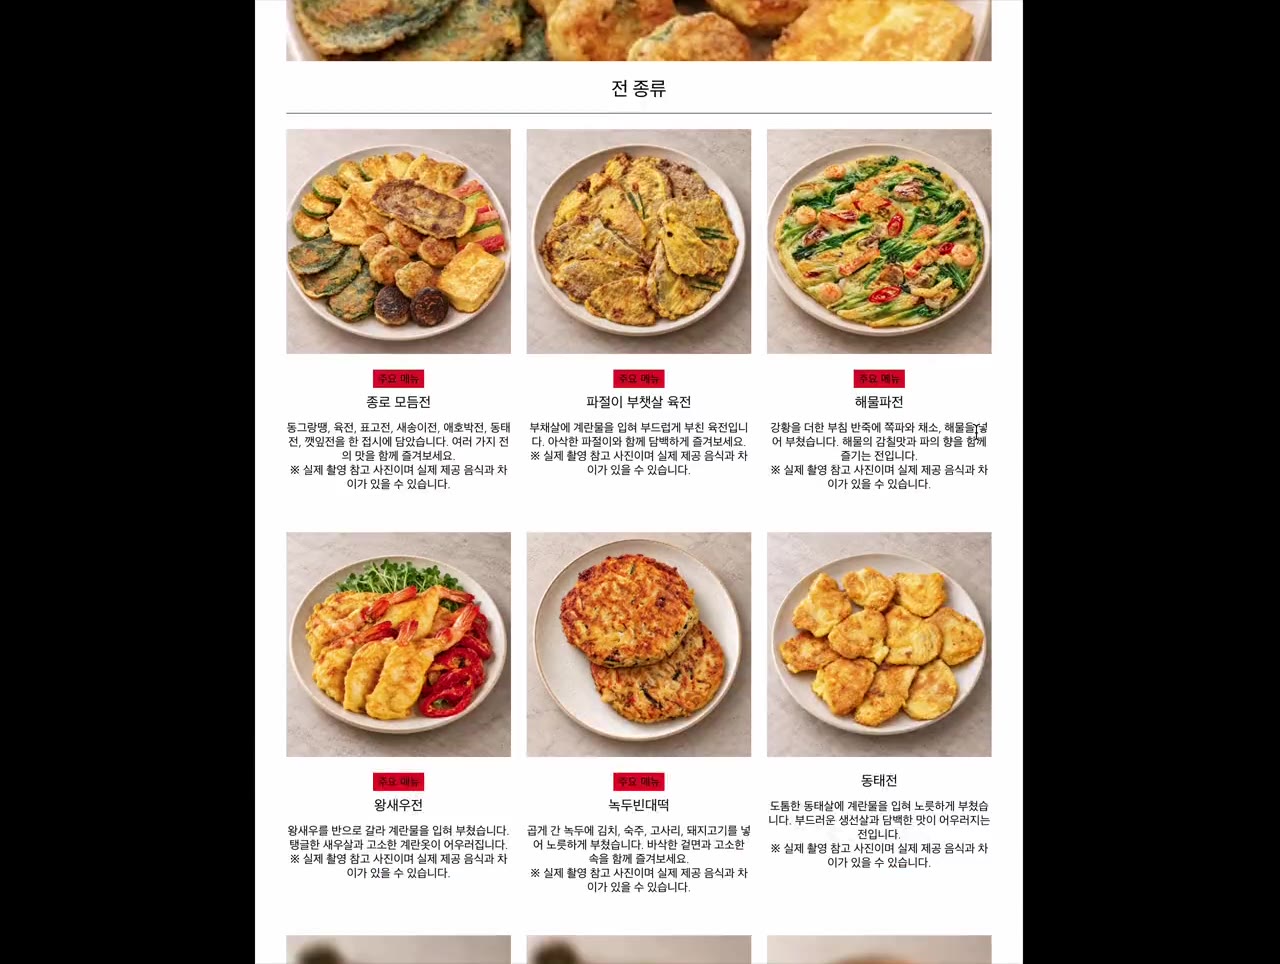 전 종류
주요 메뉴
종로 모듬전
동그랑땡, 육전, 표고전, 새송이전, 애호박전, 동태
전, 깻잎전을 한 접시에 담았습니다. 여러 가지 전
의 맛을 함께 즐겨보세요.
※ 실제 촬영 참고 사진이며 실제 제공 음식과 차
이가 있을 수 있습니다.
주요 메뉴
파절이 부챗살 육전
부채살에 계란물을 입혀 부드럽게 부친 육전입니
다. 아삭한 파절이와 함께 담백하게 즐겨보세요.
※ 실제 촬영 참고 사진이며 실제 제공 음식과 차
이가 있을 수 있습니다.
주요 메뉴
해물파전
강황을 더한 부침 반죽에 쪽파와 채소, 해물을 넣
어 부쳤습니다. 해물의 감칠맛과 파의 향을 함께
즐기는 전입니다.
※ 실제 촬영 참고 사진이며 실제 제공 음식과 차
이가 있을 수 있습니다.
주요 메뉴
왕새우전
왕새우를 반으로 갈라 계란물을 입혀 부쳤습니다.
탱글한 새우살과 고소한 계란옷이 어우러집니다.
※ 실제 촬영 참고 사진이며 실제 제공 음식과 차
이가 있을 수 있습니다.
주요 메뉴
녹두빈대떡
곱게 간 녹두에 김치, 숙주, 고사리, 돼지고기를 넣
어 노릇하게 부쳤습니다. 바삭한 겉면과 고소한
속을 함께 즐겨보세요.
※ 실제 촬영 참고 사진이며 실제 제공 음식과 차
이가 있을 수 있습니다.
동태전
도톰한 동태살에 계란물을 입혀 노릇하게 부쳤습
니다. 부드러운 생선살과 담백한 맛이 어우러지는
전입니다.
※ 실제 촬영 참고 사진이며 실제 제공 음식과 차
이가 있을 수 있습니다.